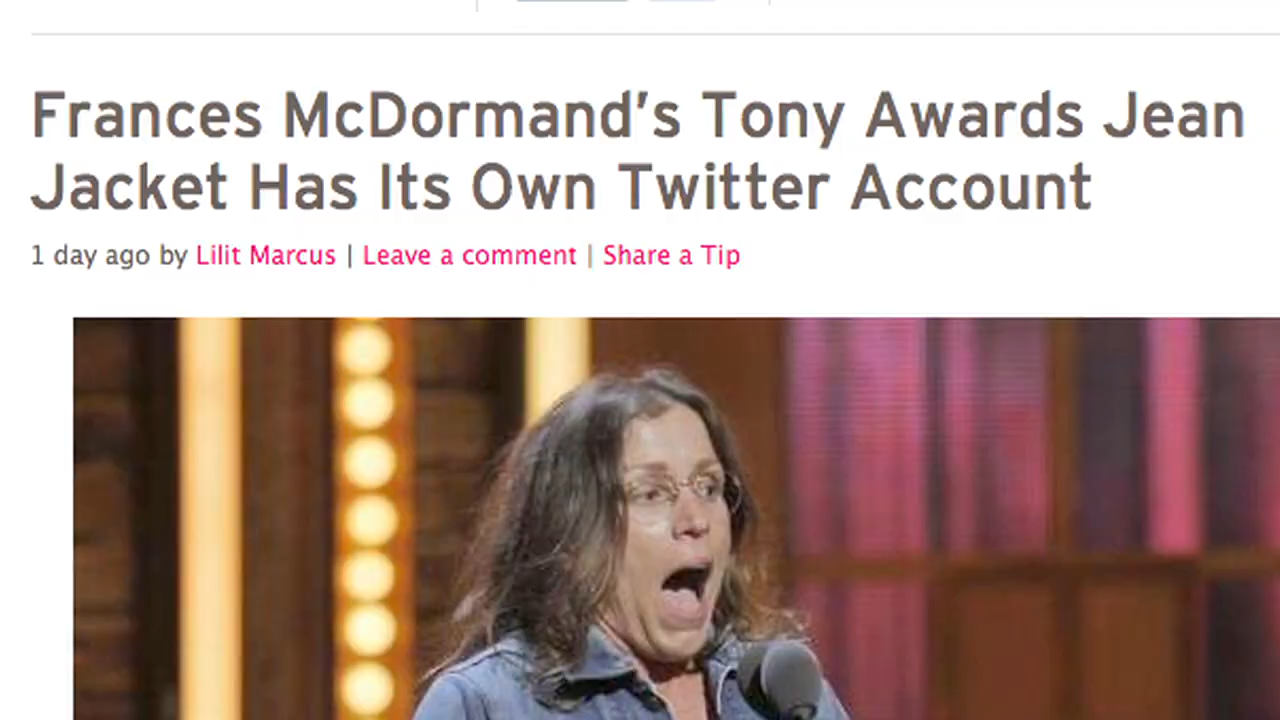 Frances McDormand’s Tony Awards Jean
Jacket Has Its Own Twitter Account
1 day ago by Lilit Marcus | Leave a comment | Share a Tip